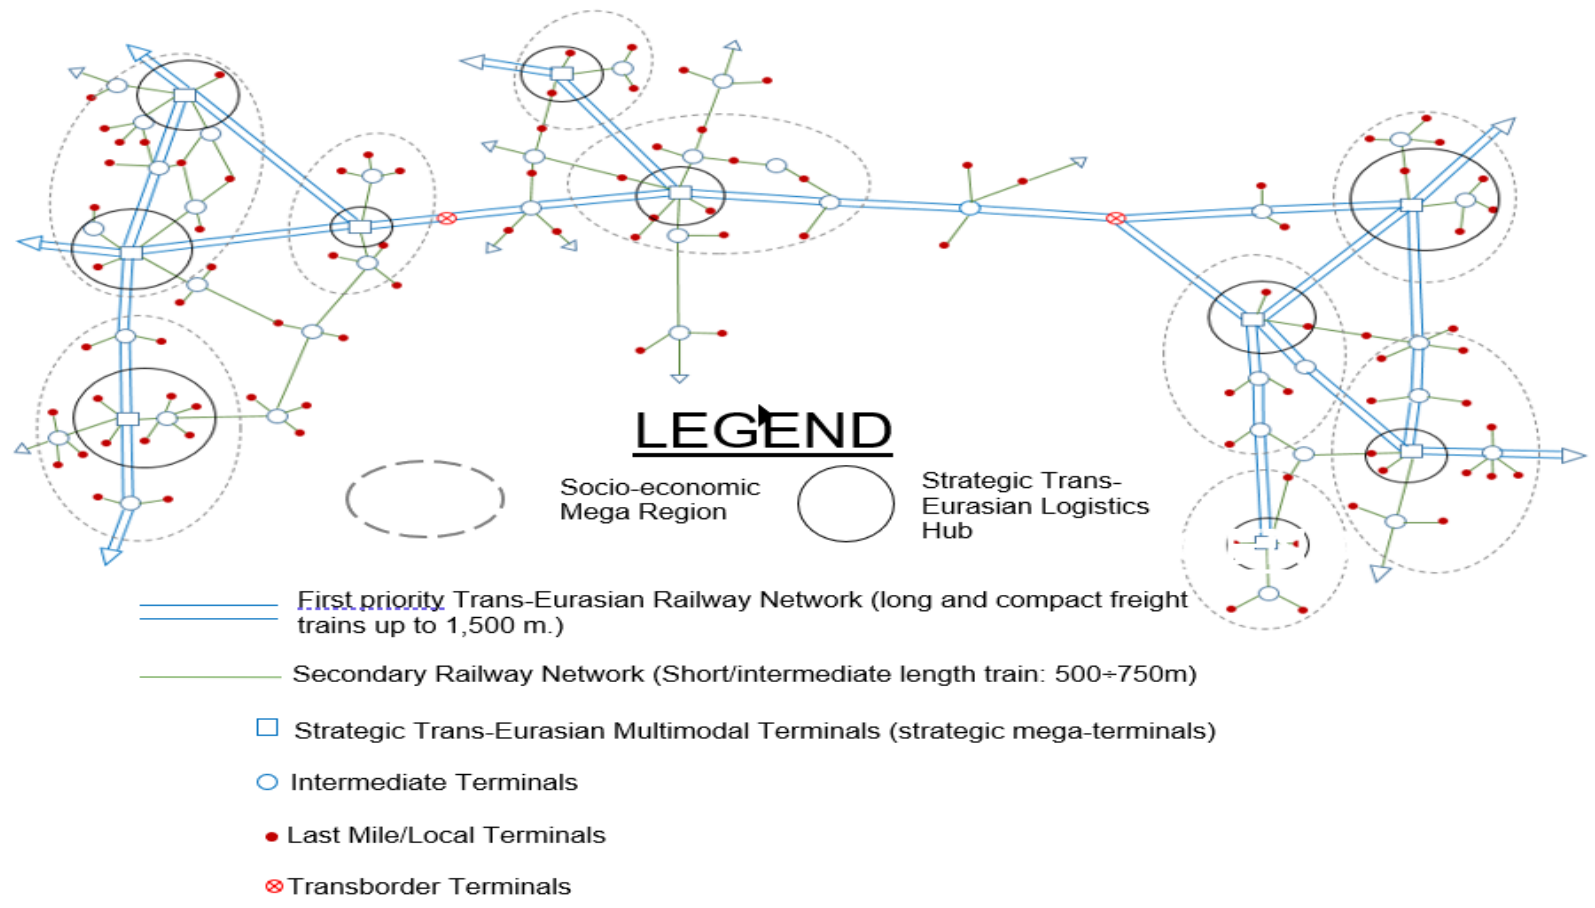 LEGEND
Socio-economic
Mega Region
Strategic Trans-
Eurasian Logistics
Hub
First priority Trans-Eurasian Railway Network (long and compact freight
trains up to 1,500 m.)
Secondary Railway Network (Short/intermediate length train: 500÷750m)
Strategic Trans-Eurasian Multimodal Terminals (strategic mega-terminals)
Intermediate Terminals
Last Mile/Local Terminals
Transborder Terminals